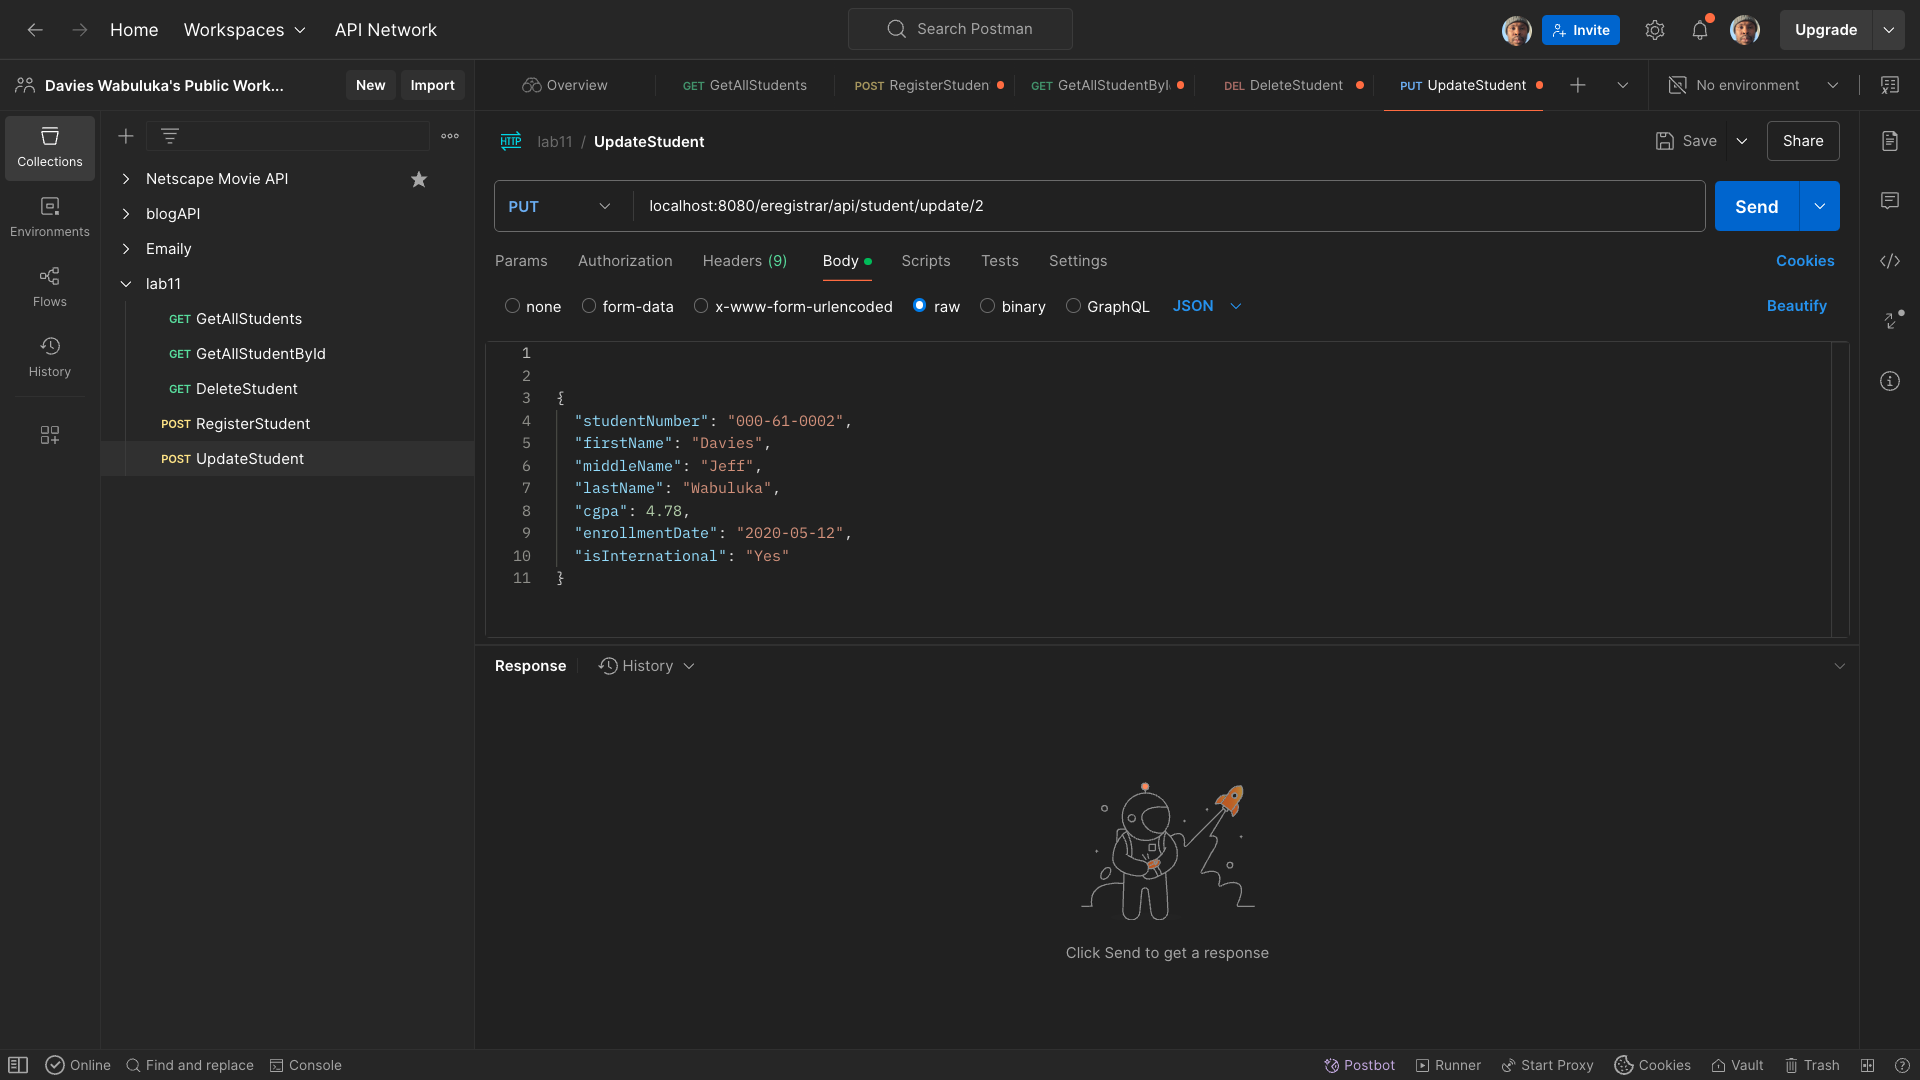 Home Workspaces API Network
Search Postman
Invite
Upgrade
Davies Wabuluka's Public Work...
New Import
Overview
GET GetAllStudents
POST RegisterStuden
GET GetAllStudentByI
DEL DeleteStudent
PUT UpdateStudent
No environment
Collections
Environments
Flows
History
Netscape Movie API
blogAPI
Emaily
lab11
GET GetAllStudents
GET GetAllStudentById
GET DeleteStudent
POST RegisterStudent
POST UpdateStudent
HTTP lab11 / UpdateStudent
Save Share
PUT localhost:8080/eregistrar/api/student/update/2
Send
Params Authorization Headers (9) Body Scripts Tests Settings Cookies
none form-data x-www-form-urlencoded raw binary GraphQL JSON Beautify
1
2
3 {
4 "studentNumber": "000-61-0002",
5 "firstName": "Davies",
6 "middleName": "Jeff",
7 "lastName": "Wabuluka",
8 "cgpa": 4.78,
9 "enrollmentDate": "2020-05-12",
10 "isInternational": "Yes"
11 }
Response History
Click Send to get a response
Online Find and replace Console
Postbot Runner Start Proxy Cookies Vault Trash